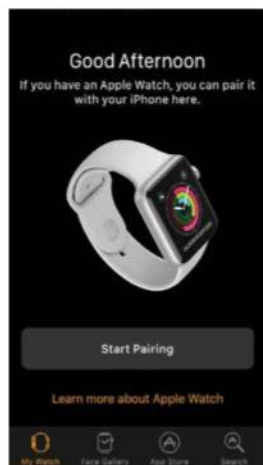 Good Afternoon
If you have an Apple Watch, you can pair it
with your iPhone here.
Start Pairing
Learn more about Apple Watch
My Watch
Face Gallery
App Store
Search